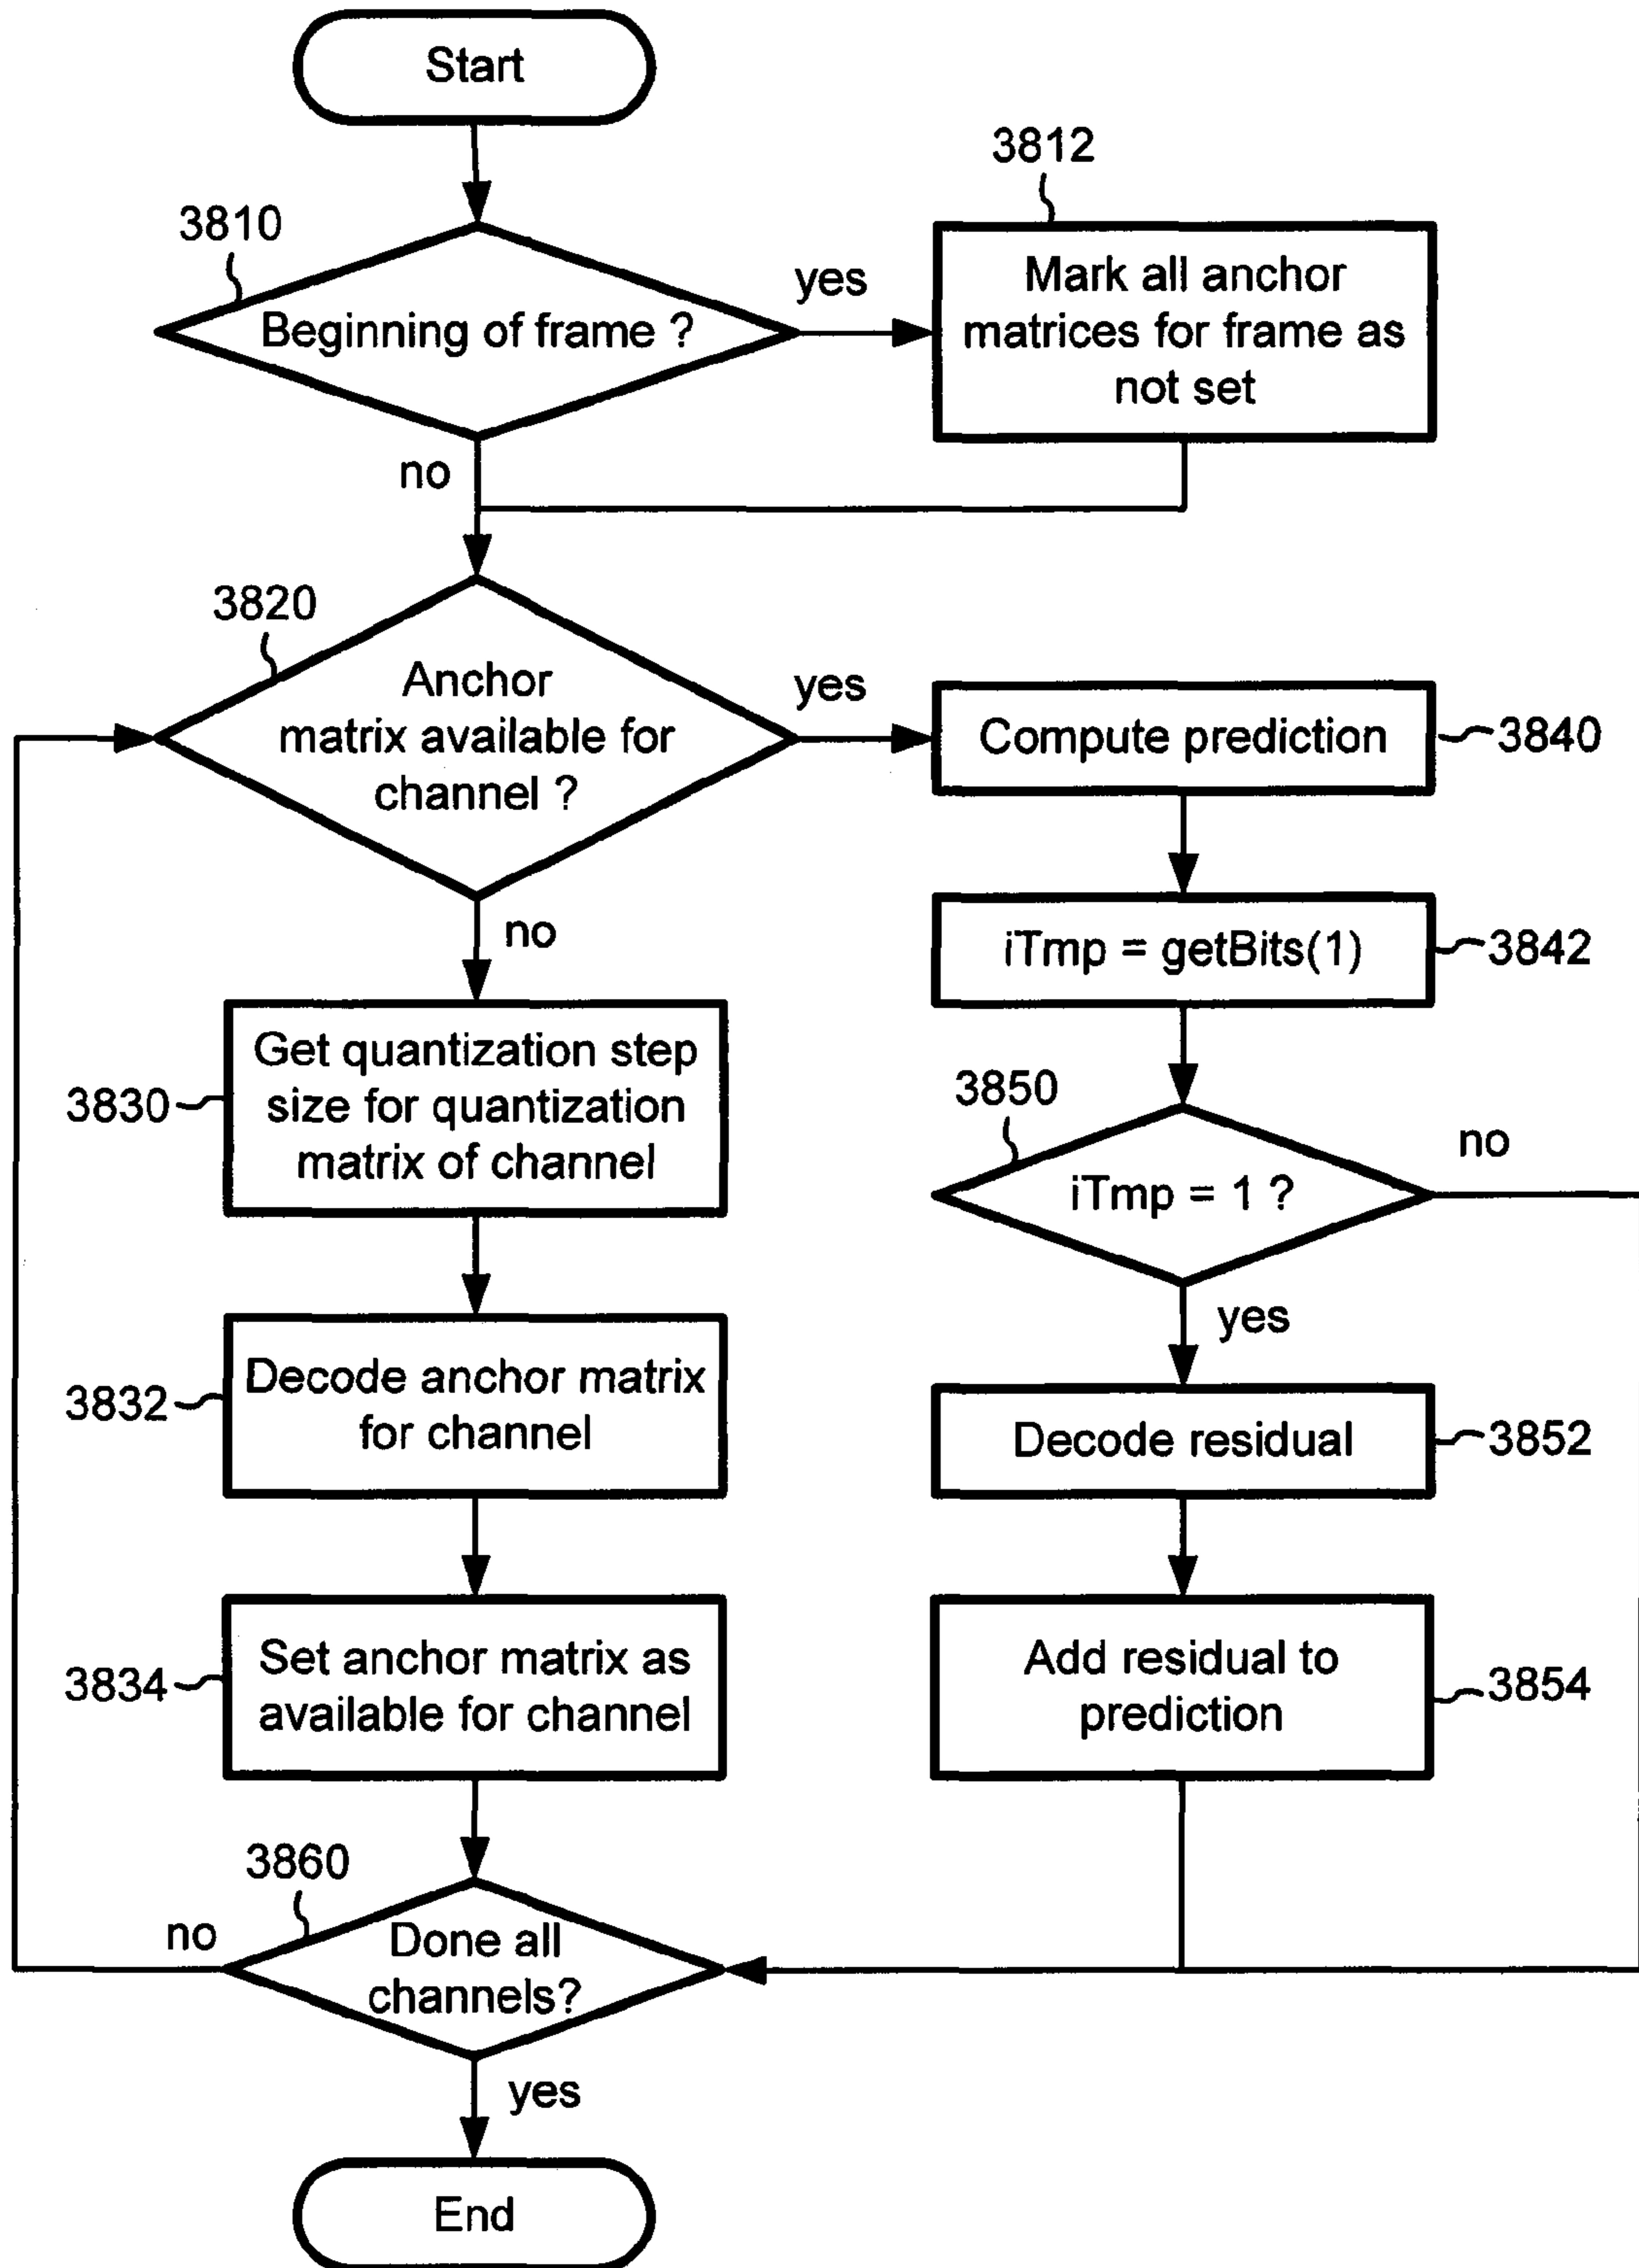 Start
3812
3810
yes
Mark all anchor
matrices for frame as
not set
Beginning of frame ?
no
3820
Anchor
matrix available for
channel ?
yes
Compute prediction
3840
no
iTmp = getBits(1)
3842
Get quantization step
size for quantization
matrix of channel
3830
3850
iTmp = 1 ?
no
yes
Decode anchor matrix
for channel
3832
Decode residual
3852
Set anchor matrix as
available for channel
3834
Add residual to
prediction
3854
3860
no
Done all
channels?
yes
End